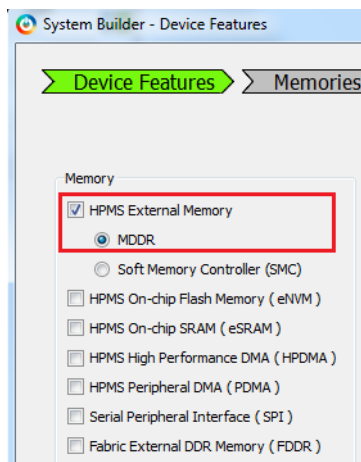 System Builder - Device Features
Device Features Memories
Memory
HPMS External Memory
MDDR
Soft Memory Controller (SMC)
HPMS On-chip Flash Memory ( eNVM )
HPMS On-chip SRAM ( eSRAM )
HPMS High Performance DMA ( HPDMA )
HPMS Peripheral DMA ( PDMA )
Serial Peripheral Interface ( SPI )
Fabric External DDR Memory ( FDDR )